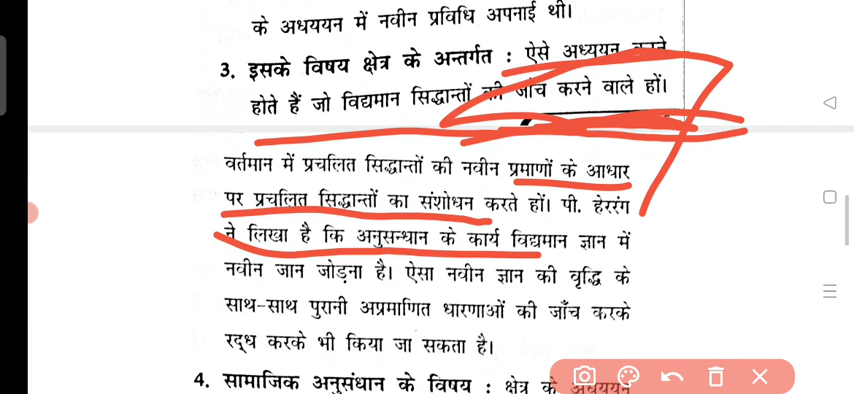 के अधययन में नवीन प्रविधि अपनाई थी।
3. इसके विषय क्षेत्र के अन्तर्गत : ऐसे अध्ययन करने
होते हैं जो विद्यमान सिद्धान्तों की जाँच करने वाले हों।
वर्तमान में प्रचलित सिद्धान्तों की नवीन प्रमाणों के आधार
पर प्रचलित सिद्धान्तों का संशोधन करते हों। पी. हेररंग
ने लिखा है कि अनुसन्धान के कार्य विद्यमान ज्ञान में
नवीन जान जोड़ना है। ऐसा नवीन ज्ञान की वृद्धि के
साथ-साथ पुरानी अप्रमाणित धारणाओं की जाँच करके
रद्ध करके भी किया जा सकता है।
4. सामाजिक अनुसंधान के विषय : क्षेत्र के अध्ययन